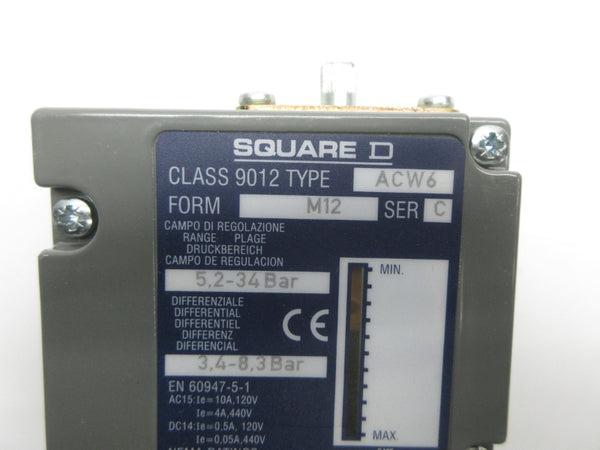 SQUARE D
CLASS 9012 TYPE ACW6
FORM M12 SER C
CAMPO DI REGOLAZIONE
RANGE PLAGE
DRUCKBEREICH
CAMPO DE REGULACION
5,2-34 Bar
DIFFERENZIALE
DIFFERENTIAL
DIFFERENTIEL
DIFFERENZ
DIFERENCIAL
3,4-8,3 Bar
CE
MIN.
MAX.
EN 60947-5-1
AC15: Ie=10A, 120V
Ie=4A, 440V
DC14: Ie=0.5A, 120V
Ie=0,05A, 440V
NEMA RATINGS